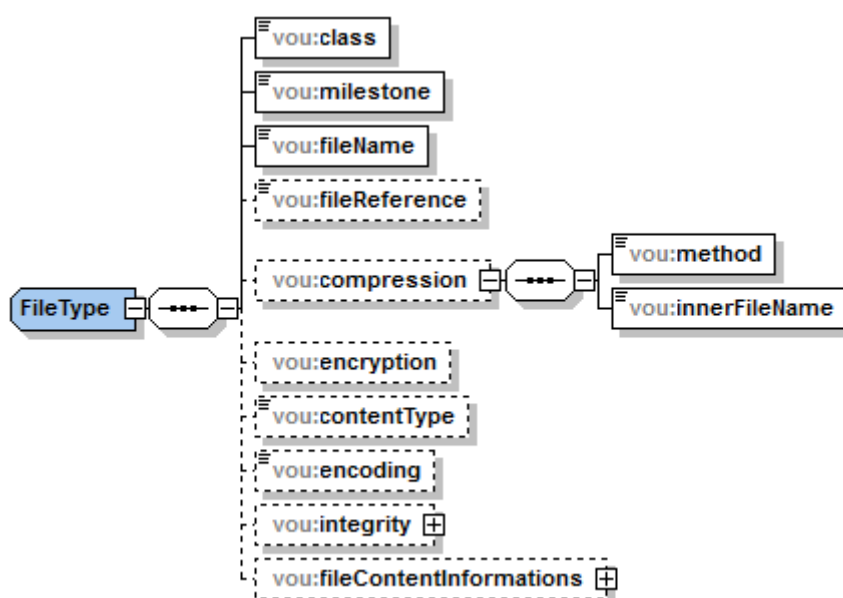 vou:class
vou:milestone
vou:fileName
vou:fileReference
vou:compression
vou:method
vou:innerFileName
FileType
vou:encryption
vou:contentType
vou:encoding
vou:integrity
vou:fileContentInformations